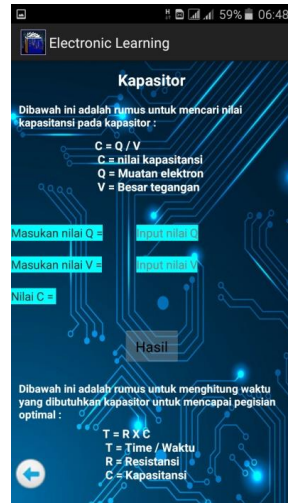 59% 06:48
Electronic Learning
Kapasitor
Dibawah ini adalah rumus untuk mencari nilai
kapasitansi pada kapasitor :
C = Q / V
C = nilai kapasitansi
Q = Muatan elektron
V = Besar tegangan
Masukan nilai Q = Input nilai Q
Masukan nilai V = Input nilai V
Nilai C =
Hasil
Dibawah ini adalah rumus untuk menghitung waktu
yang dibutuhkan kapasitor untuk mencapai pegisian
optimal :
T = R X C
T = Time / Waktu
R = Resistansi
C = Kapasitansi